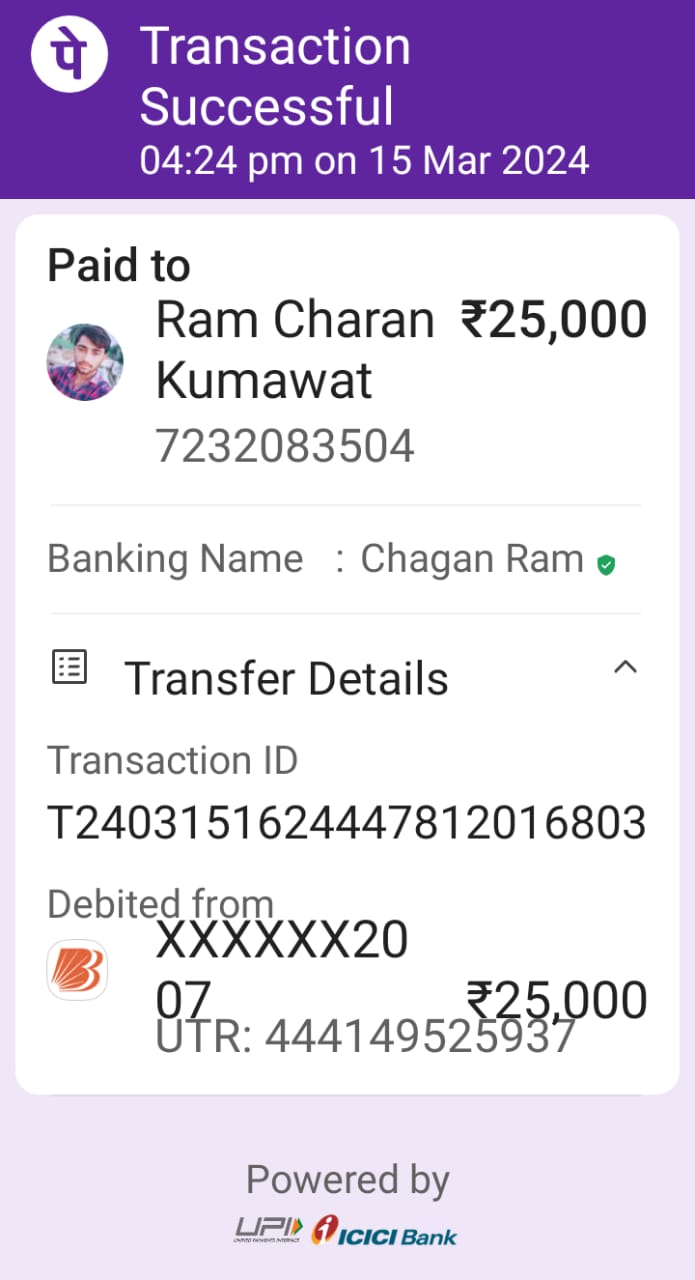 पे
Transaction
Successful
04:24 pm on 15 Mar 2024
Paid to
Ram Charan ₹25,000
Kumawat
7232083504
Banking Name : Chagan Ram
Transfer Details
Transaction ID
T2403151624447812016803
Debited from
XXXXXX20
07 ₹25,000
UTR: 444149525937
Powered by
UPI ICICI Bank
UNIFIED PAYMENTS INTERFACE